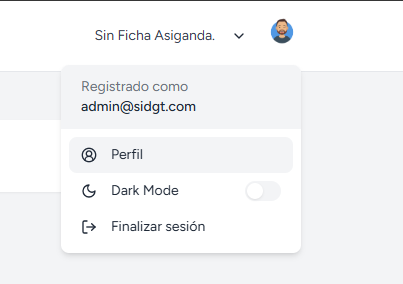 Sin Ficha Asiganda.
Registrado como
admin@sidgt.com
Perfil
Dark Mode
Finalizar sesión